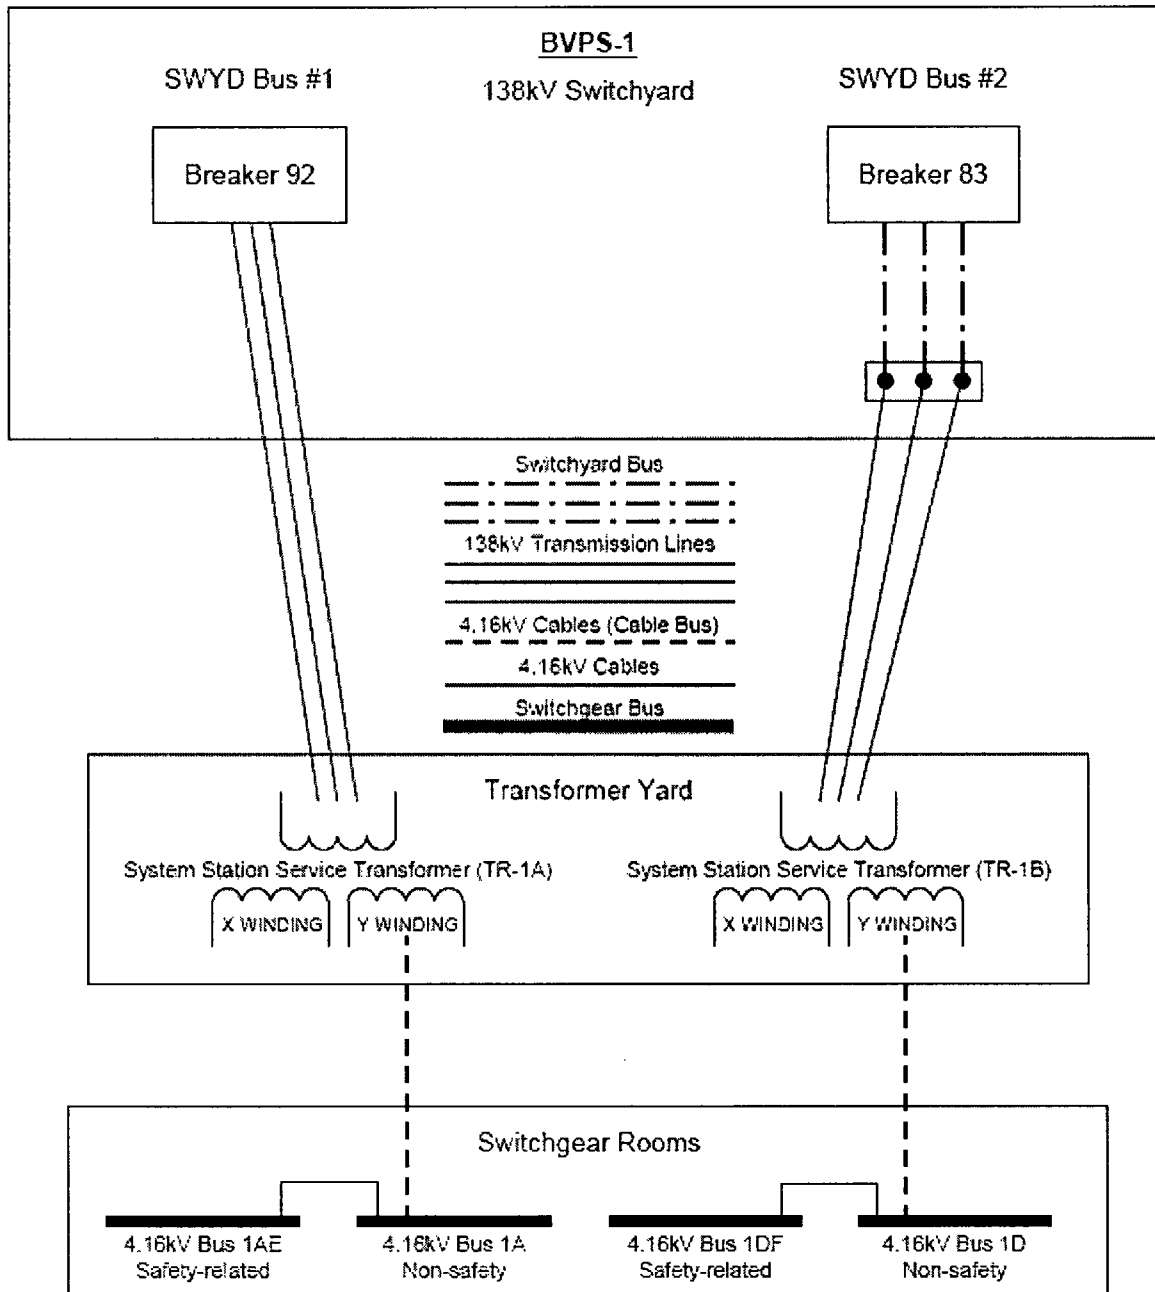 BVPS-1
SWYD Bus #1
138kV Switchyard
SWYD Bus #2
Breaker 92
Breaker 83
Switchyard Bus
138kV Transmission Lines
4.16kV Cables (Cable Bus)
4.16kV Cables
Switchgear Bus
Transformer Yard
System Station Service Transformer (TR-1A)
System Station Service Transformer (TR-1B)
X WINDING
Y WINDING
X WINDING
Y WINDING
Switchgear Rooms
4.16kV Bus 1AE
Safety-related
4.16kV Bus 1A
Non-safety
4.16kV Bus 1DF
Safety-related
4.16kV Bus 1D
Non-safety